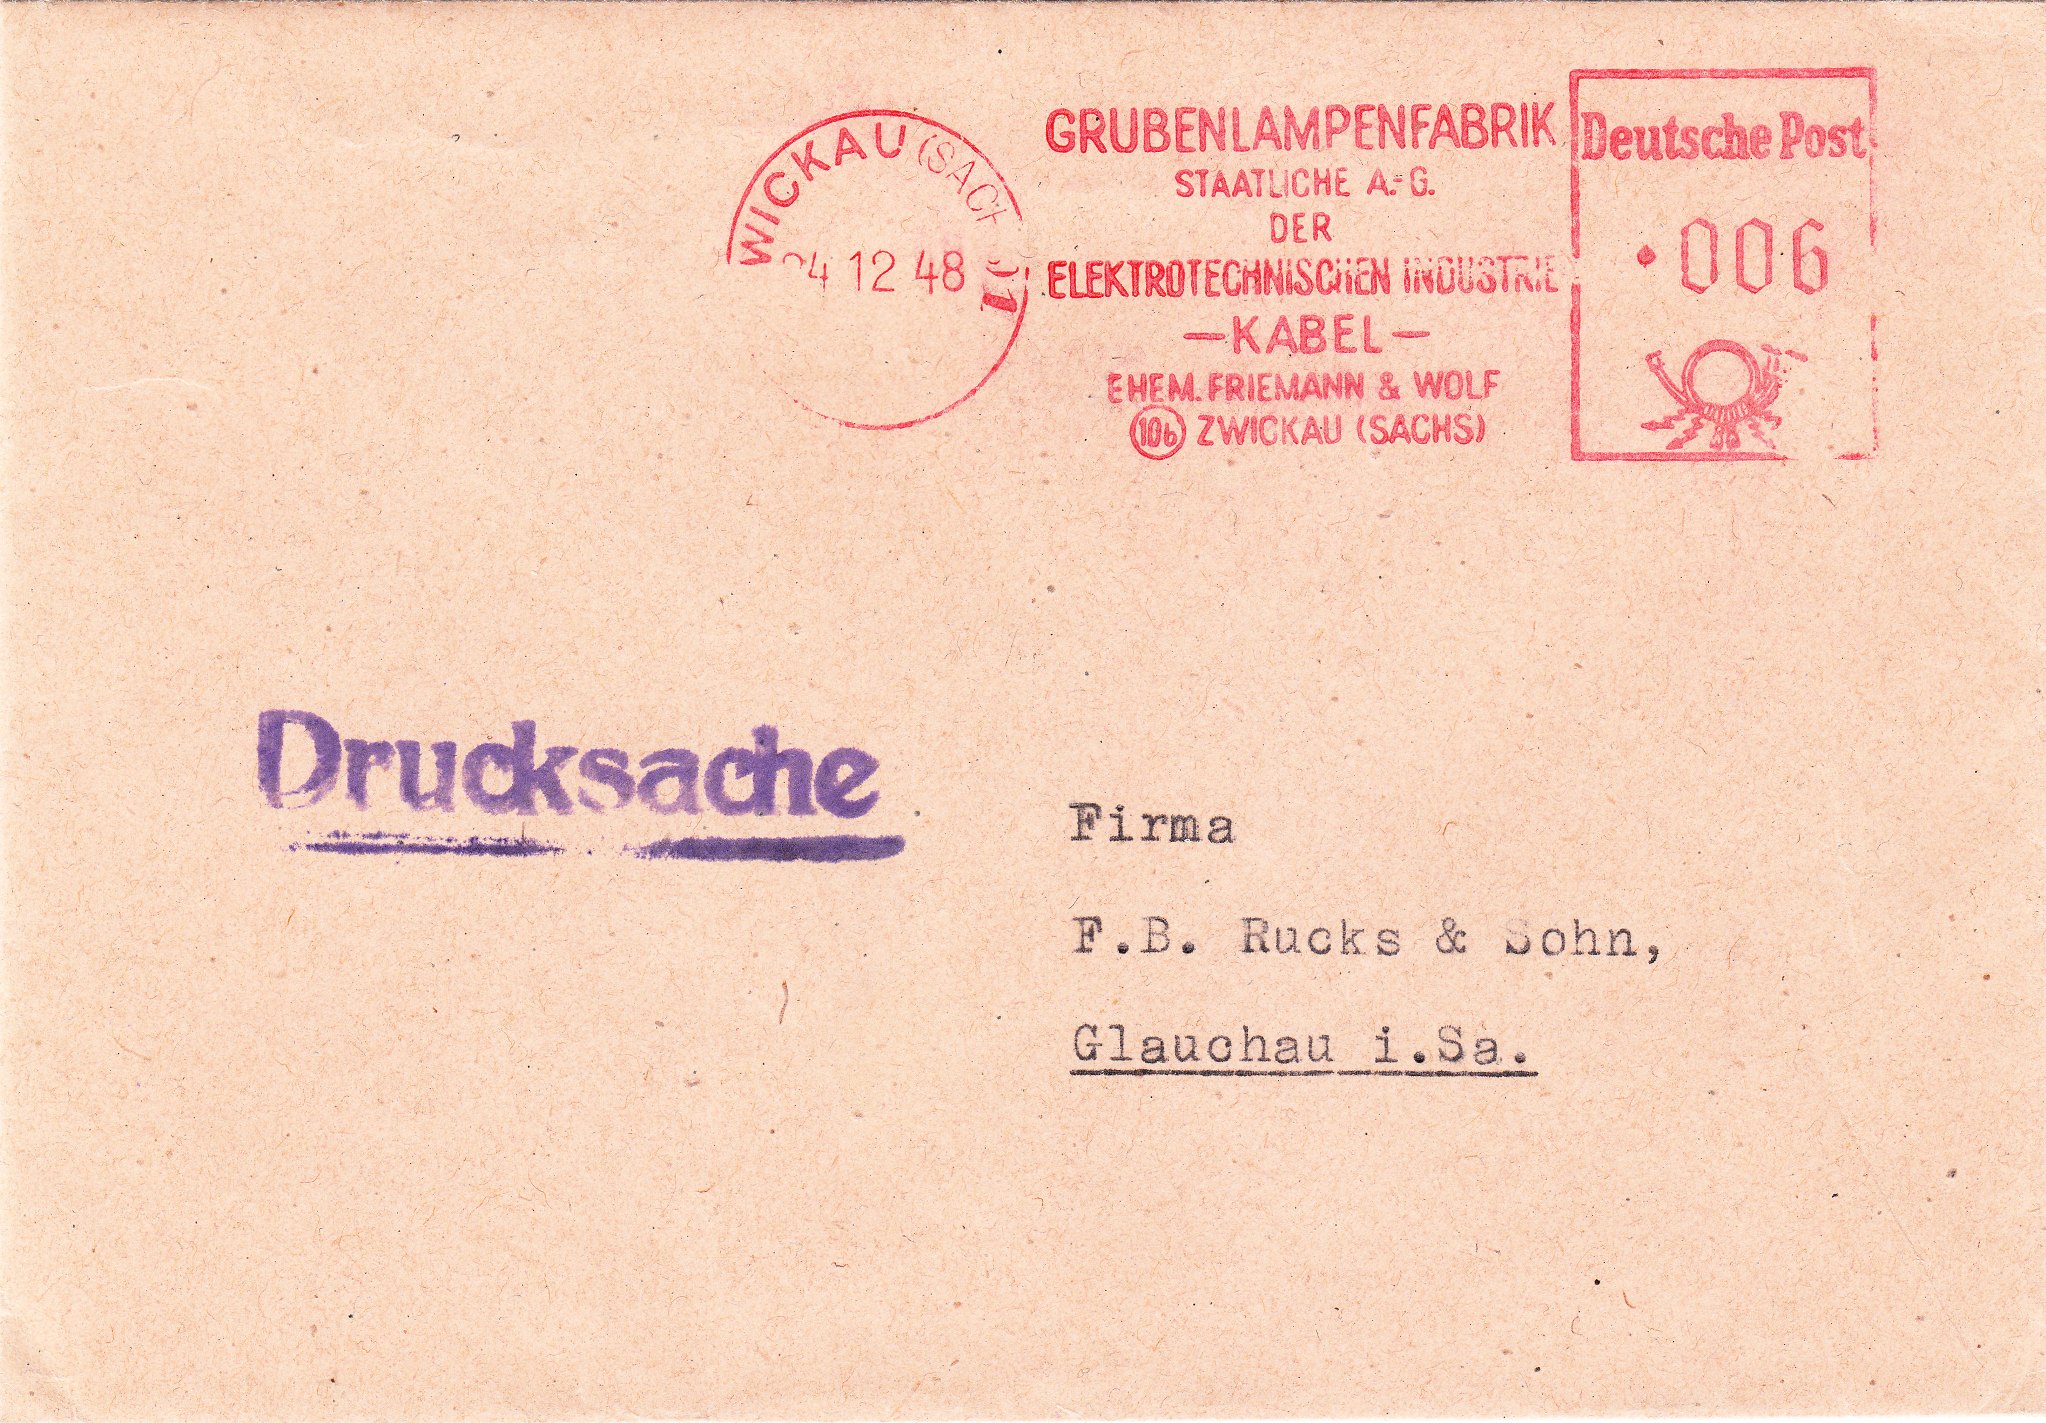 WICKAU (SACH
12 48
GRUBENLAMPENFABRIK
STAATLICHE A.-G.
DER
ELEKTROTECHNISCHEN INDUSTRIE
—KABEL—
EHEM. FRIEMANN & WOLF
10b ZWICKAU (SACHS)
Deutsche Post
006
Drucksache
Firma
F.B. Rucks & Sohn,
Glauchau i.Sa.